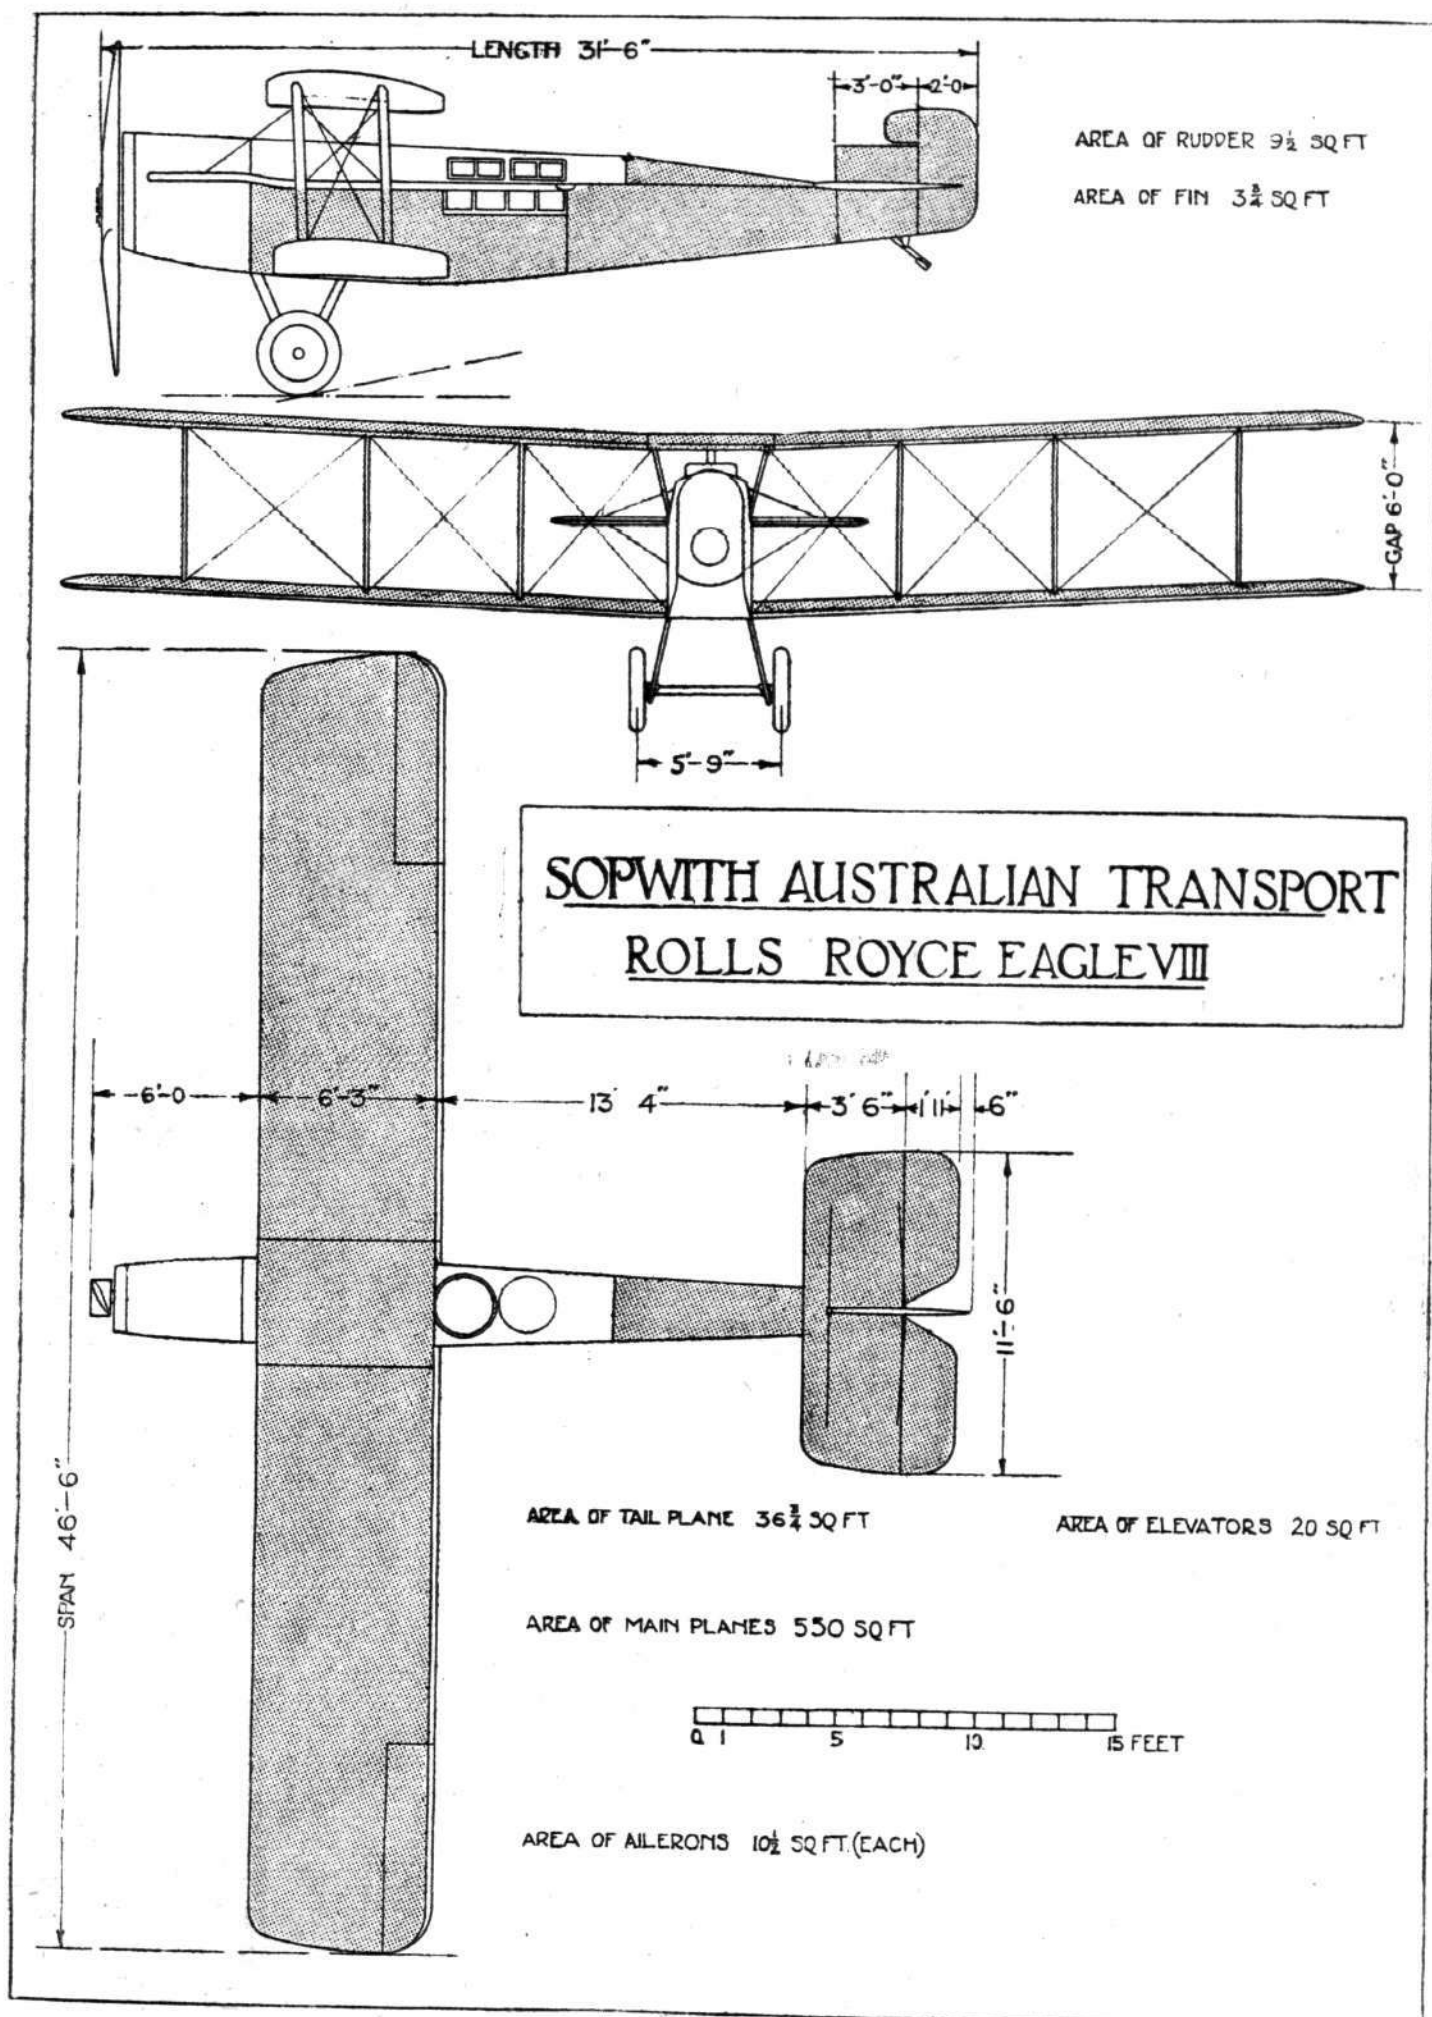 LENGTH 31'-6"
3'-0" 2'-0
AREA OF RUDDER 9½ SQ FT
AREA OF FIN 3¾ SQ FT
GAP 6'-0"
5'-9"
SOPWITH AUSTRALIAN TRANSPORT
ROLLS ROYCE EAGLE VIII
6'-0 6'-3" 13' 4" 3' 6" 1' 11" 6"
11'-6"
SPAN 46'-6"
AREA OF TAIL PLANE 36¾ SQ FT
AREA OF ELEVATORS 20 SQ FT
AREA OF MAIN PLANES 550 SQ FT
0 1 5 10 15 FEET
AREA OF AILERONS 10½ SQ FT. (EACH)